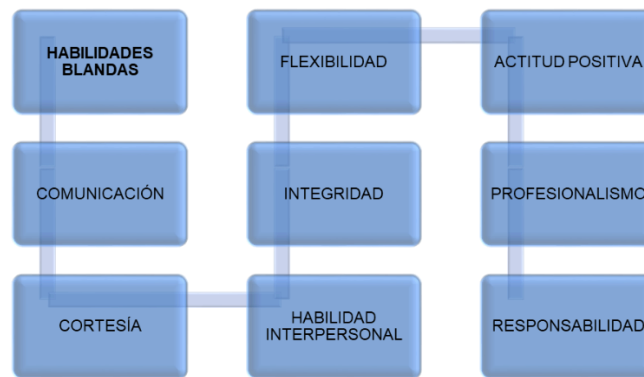 HABILIDADES
BLANDAS
COMUNICACIÓN
CORTESÍA
HABILIDAD
INTERPERSONAL
INTEGRIDAD
FLEXIBILIDAD
ACTITUD POSITIVA
PROFESIONALISMO
RESPONSABILIDAD